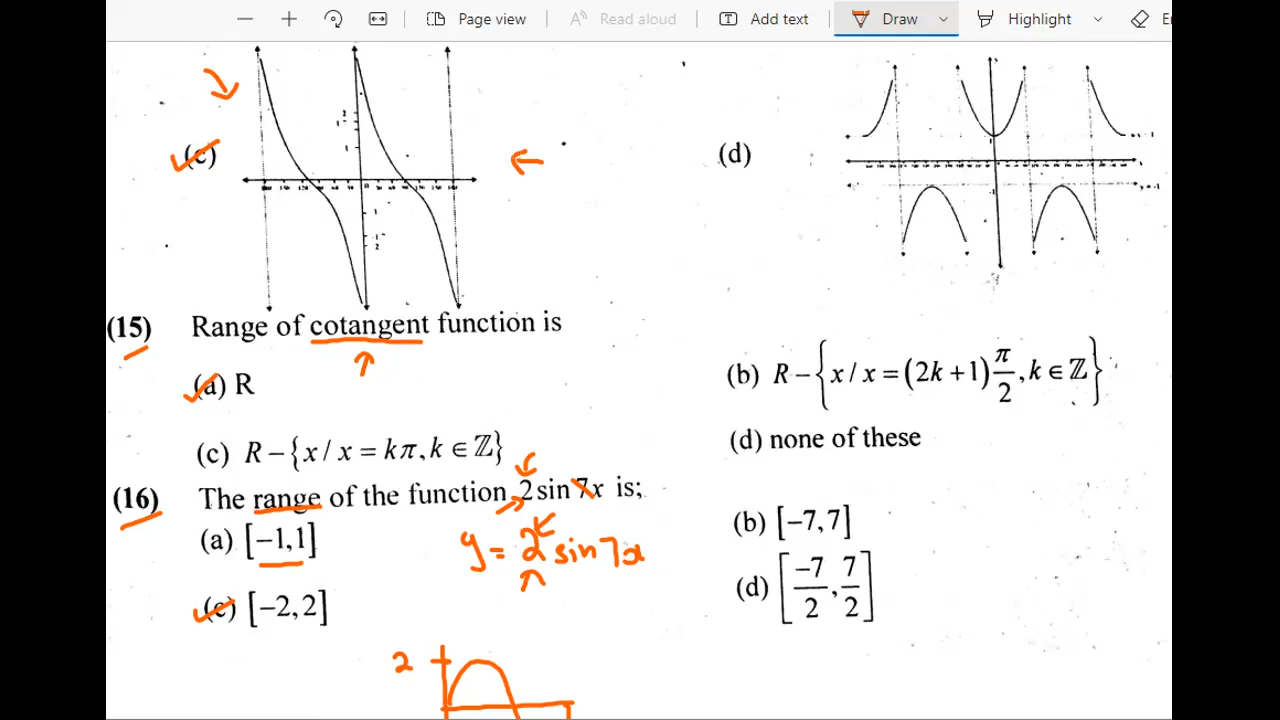 Page view Read aloud Add text Draw Highlight
(c) (d)
(15) Range of cotangent function is
(a) R
(b) R − {x / x = (2k + 1) π/2, k ∈ ℤ}
(c) R − {x / x = kπ, k ∈ ℤ}
(d) none of these
(16) The range of the function 2 sin 7x is;
y = 2 sin 7x
(a) [−1,1]
(b) [−7,7]
(c) [−2,2]
(d) [−7/2, 7/2]
2